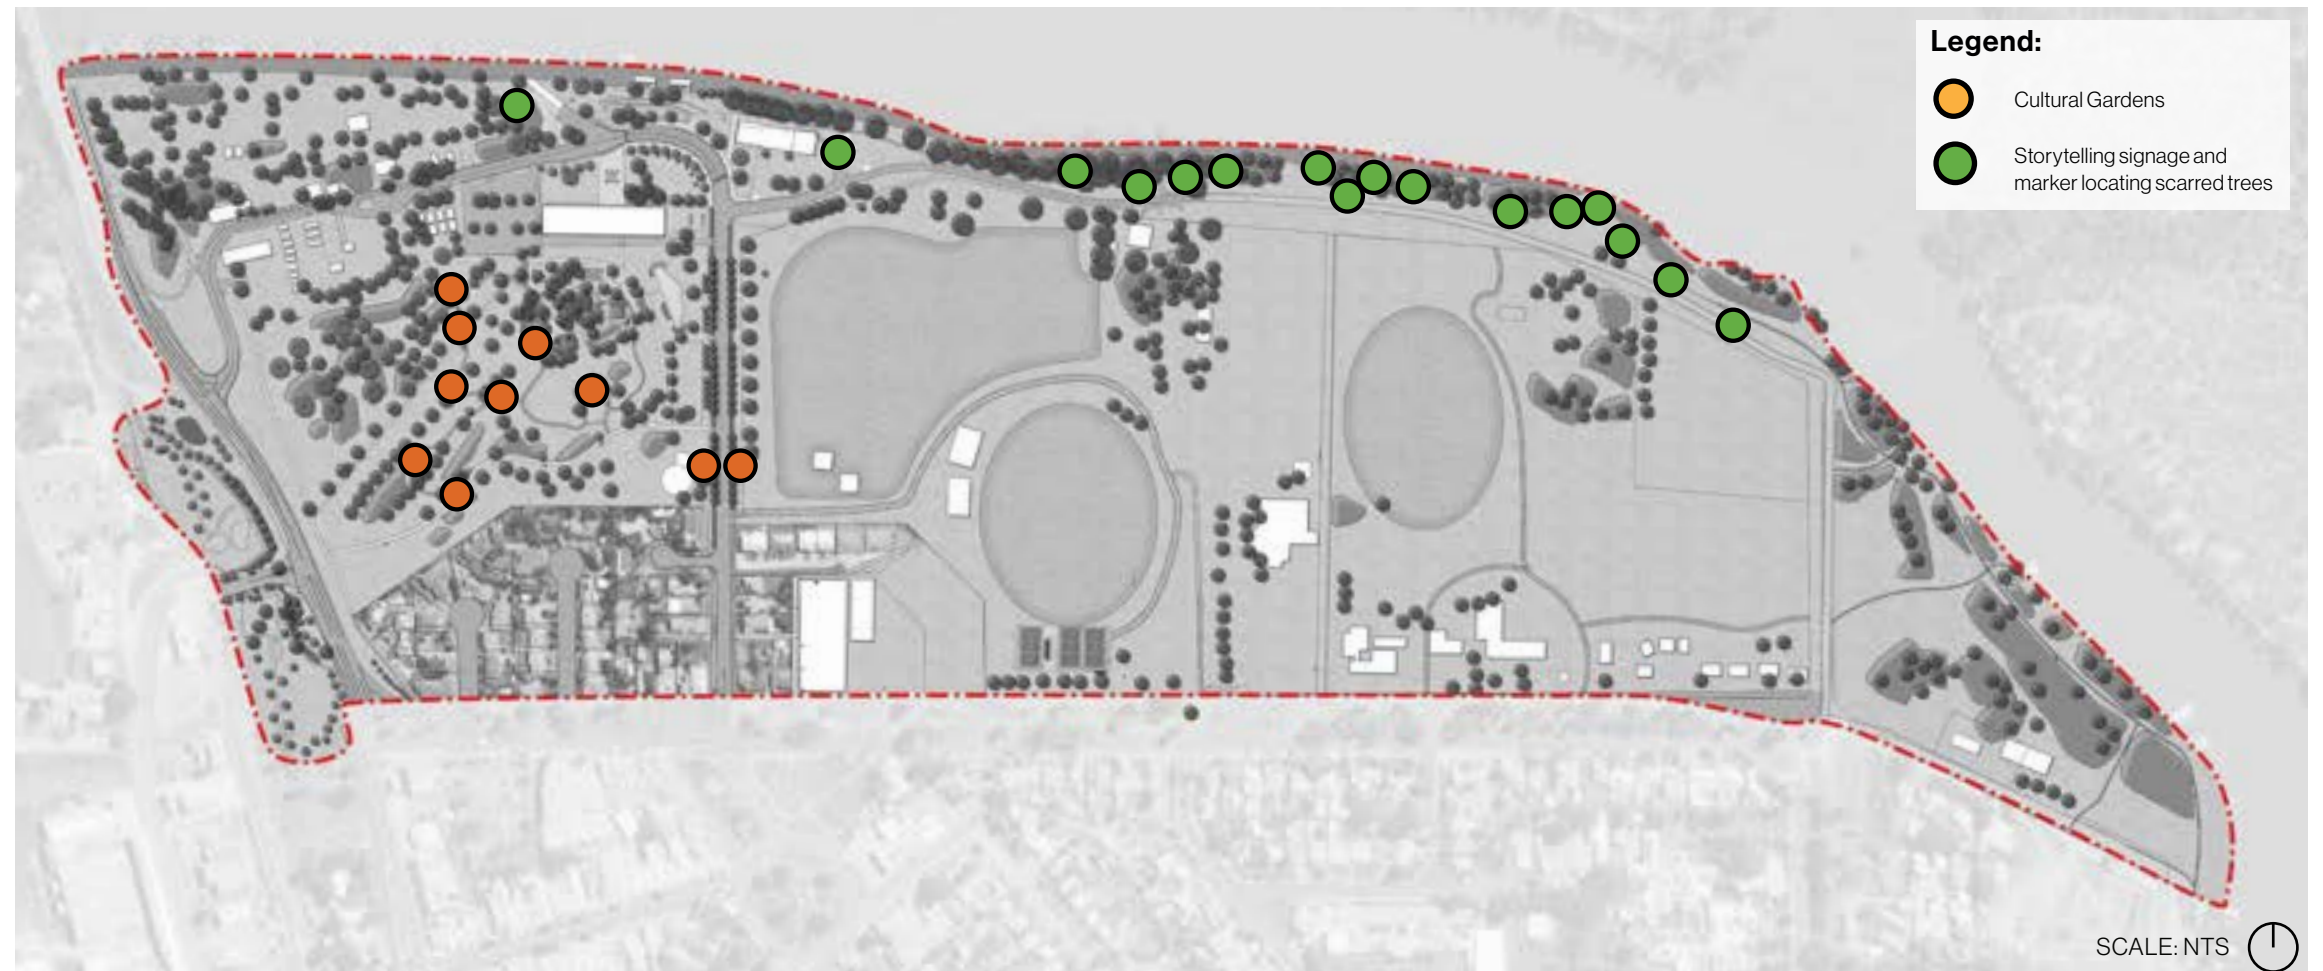 Legend:
Cultural Gardens
Storytelling signage and
marker locating scarred trees
SCALE: NTS